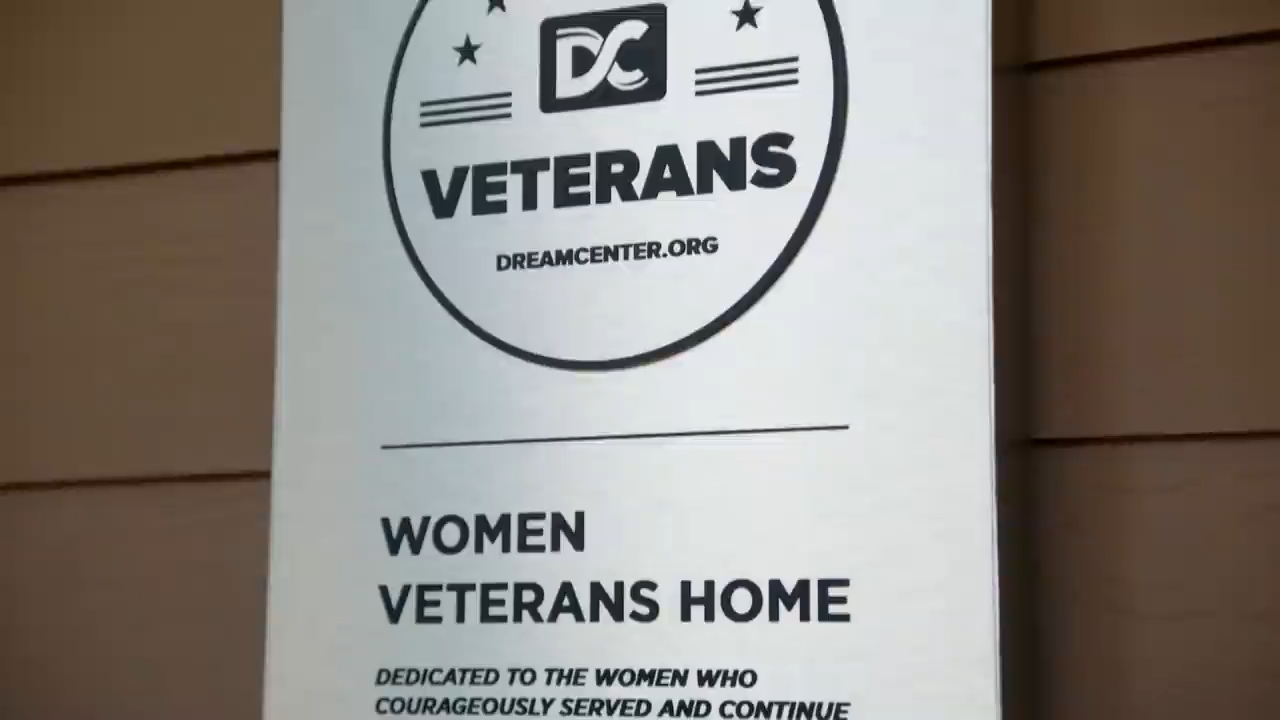 DC
VETERANS
DREAMCENTER.ORG
WOMEN
VETERANS HOME
DEDICATED TO THE WOMEN WHO
COURAGEOUSLY SERVED AND CONTINUE